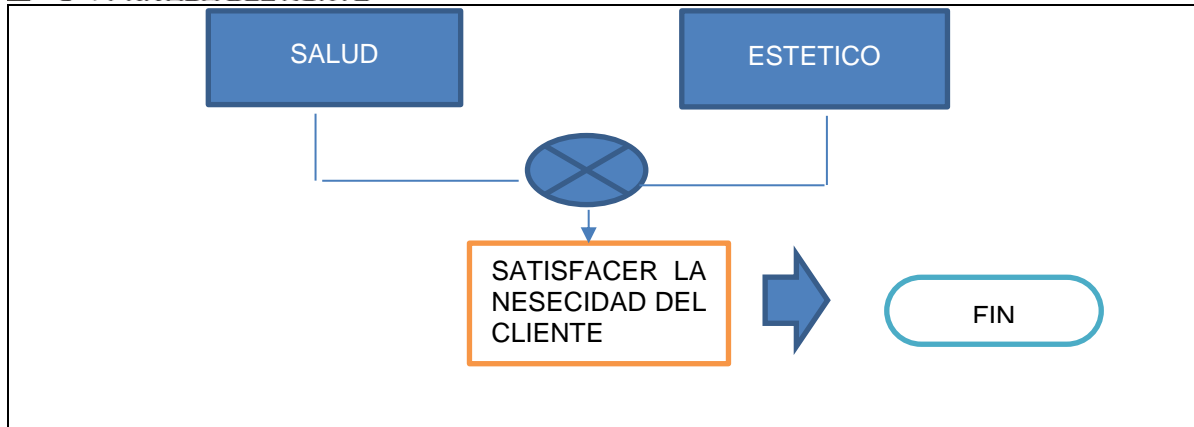 SALUD
ESTETICO
SATISFACER LA
NESECIDAD DEL
CLIENTE
FIN